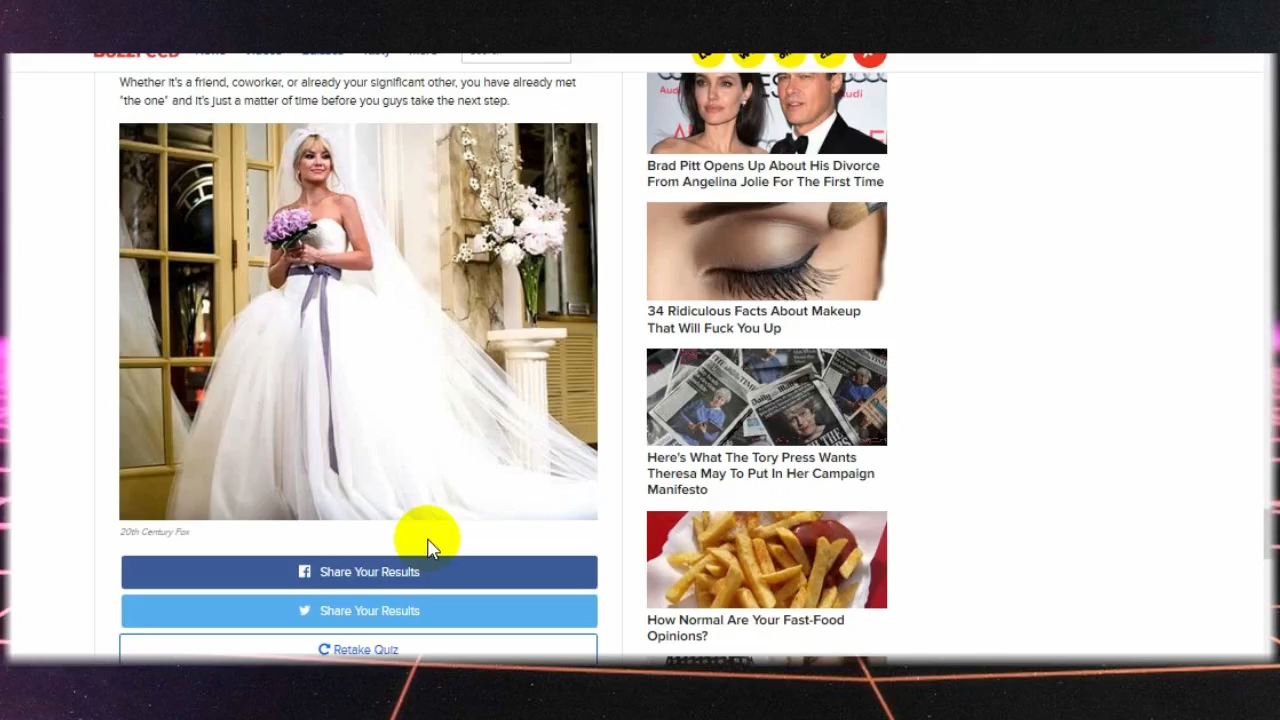 Whether it's a friend, coworker, or already your significant other, you have already met
"the one" and it's just a matter of time before you guys take the next step.
20th Century Fox
Share Your Results
Share Your Results
Retake Quiz
Brad Pitt Opens Up About His Divorce
From Angelina Jolie For The First Time
34 Ridiculous Facts About Makeup
That Will Fuck You Up
Here's What The Tory Press Wants
Theresa May To Put In Her Campaign
Manifesto
How Normal Are Your Fast-Food
Opinions?